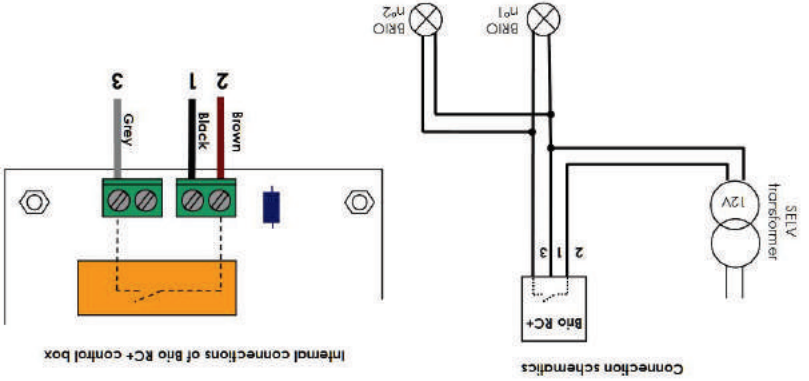 Connection schematics
Brio RC+
2 1 3
SELV
transformer
12V
BRIO
n°1
BRIO
n°2
Internal connections of Brio RC+ control box
Brown
Black
Grey
2
1
3